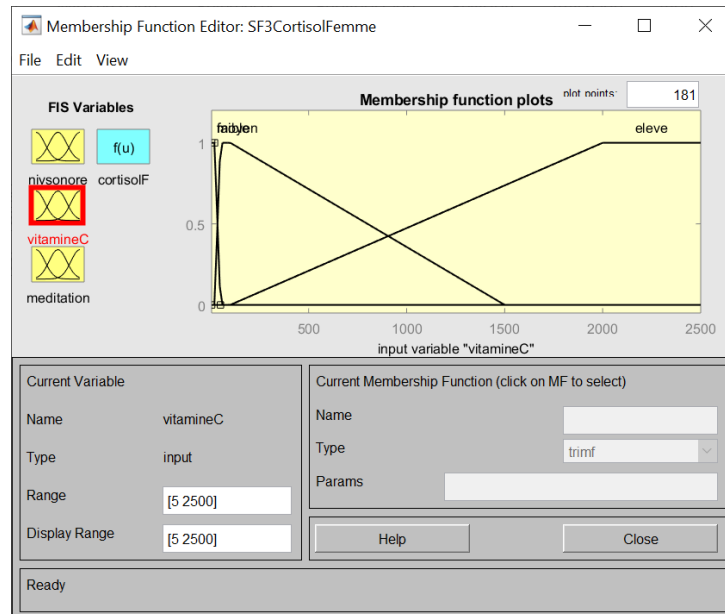 Membership Function Editor: SF3CortisolFemme
File Edit View
FIS Variables
f(u)
nivsonore cortisolF
vitamineC
meditation
Membership function plots plot points: 181
faible moyen eleve
1
0.5
0
500 1000 1500 2000 2500
input variable "vitamineC"
Current Variable
Name vitamineC
Type input
Range [5 2500]
Display Range [5 2500]
Current Membership Function (click on MF to select)
Name
Type trimf
Params
Help Close
Ready